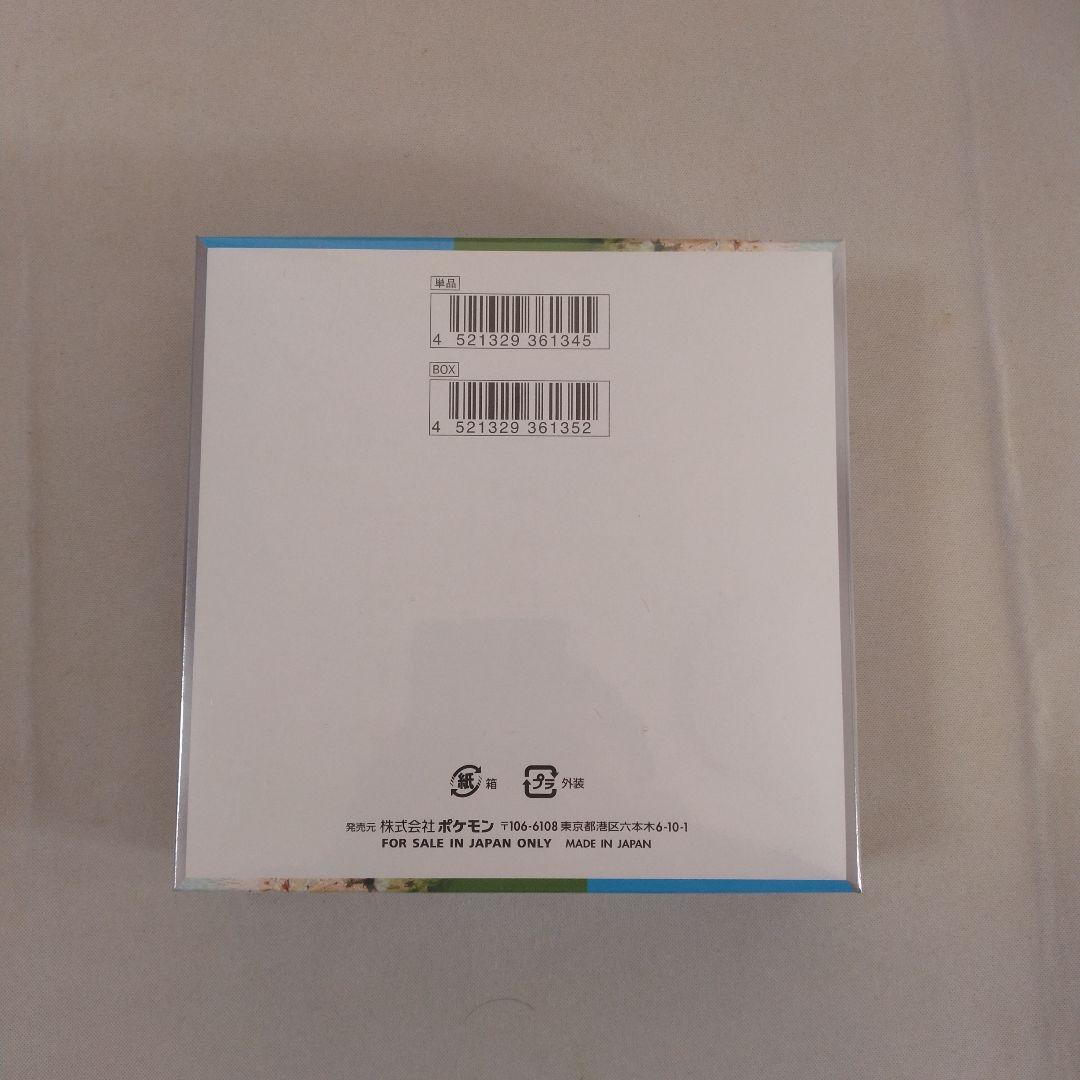 単品
4 521329 361345
BOX
4 521329 361352
紙 箱 プラ 外装
発売元 株式会社ポケモン 〒106-6108 東京都港区六本木6-10-1
FOR SALE IN JAPAN ONLY MADE IN JAPAN